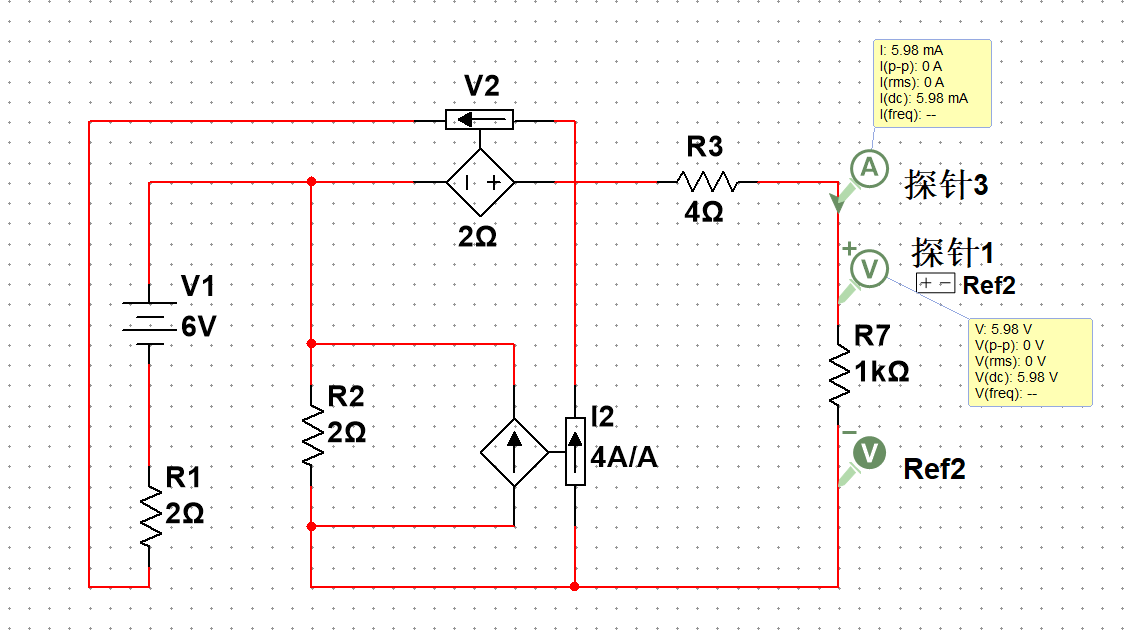 I: 5.98 mA
I(p-p): 0 A
I(rms): 0 A
I(dc): 5.98 mA
I(freq): --
V2
R3
A
探针3
4Ω
2Ω
探针1
V
Ref2
V1
6V
V: 5.98 V
V(p-p): 0 V
V(rms): 0 V
V(dc): 5.98 V
V(freq): --
R7
1kΩ
R2
2Ω
I2
4A/A
V
Ref2
R1
2Ω